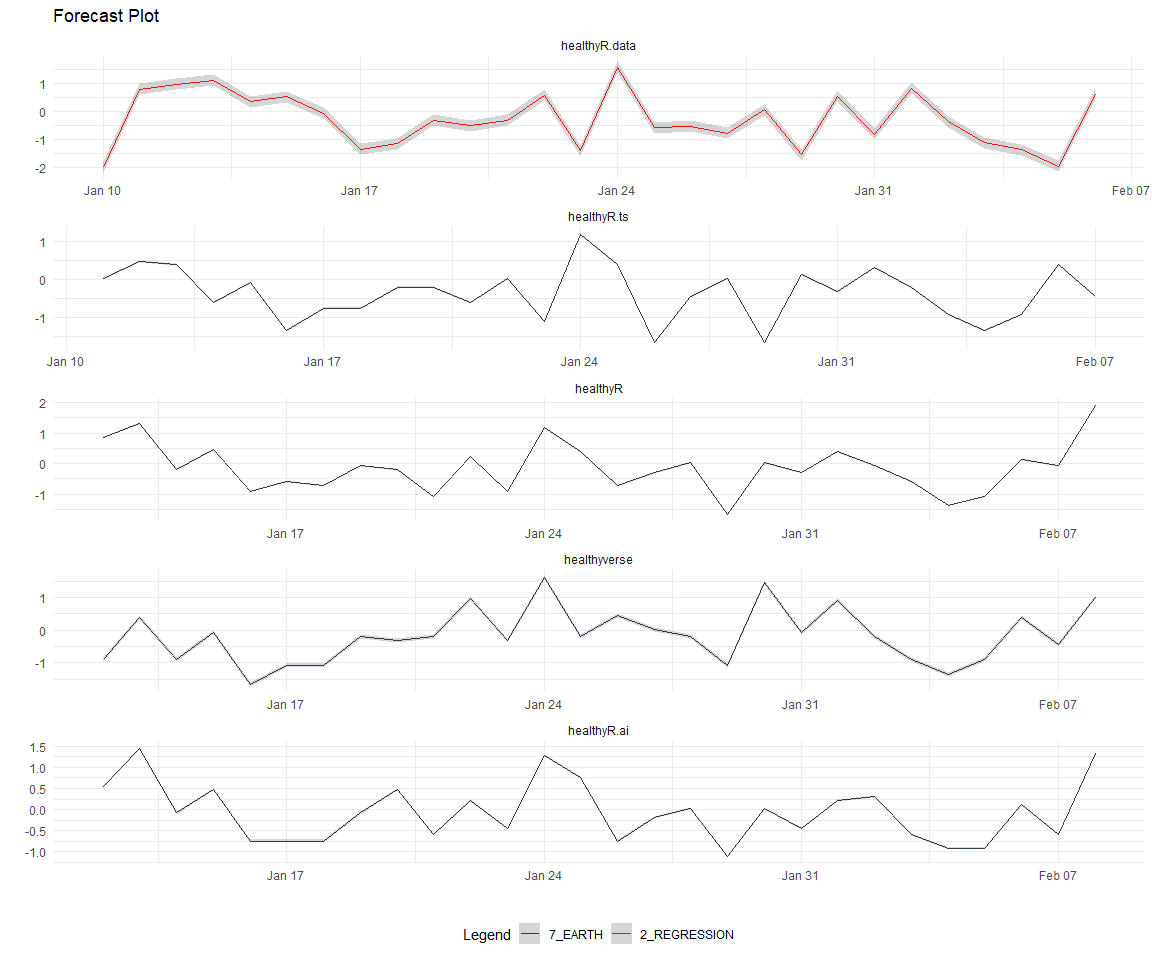 Forecast Plot
healthyR.data
1
0
-1
-2
Jan 10 Jan 17 Jan 24 Jan 31 Feb 07
healthyR.ts
1
0
-1
Jan 10 Jan 17 Jan 24 Jan 31 Feb 07
healthyR
2
1
0
-1
Jan 17 Jan 24 Jan 31 Feb 07
healthyverse
1
0
-1
Jan 17 Jan 24 Jan 31 Feb 07
healthyR.ai
1.5
1.0
0.5
0.0
-0.5
-1.0
Jan 17 Jan 24 Jan 31 Feb 07
Legend 7_EARTH 2_REGRESSION